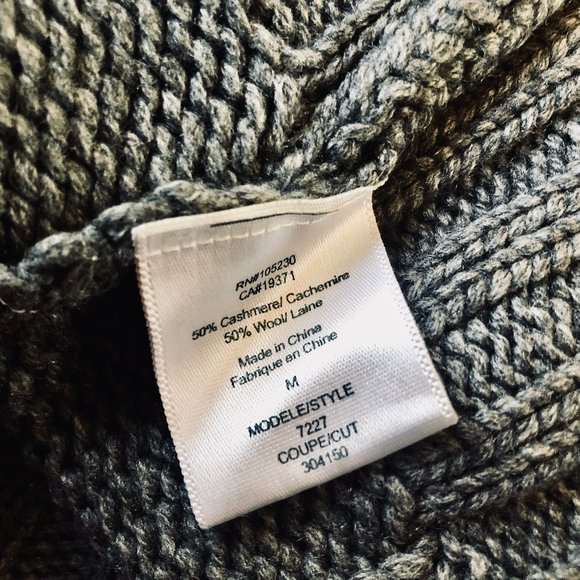 RN#105230
CA#19371
50% Cashmere/ Cachemire
50% Wool/ Laine
Made in China
Fabrique en Chine
M
MODELE/STYLE
7227
COUPE/CUT
304150